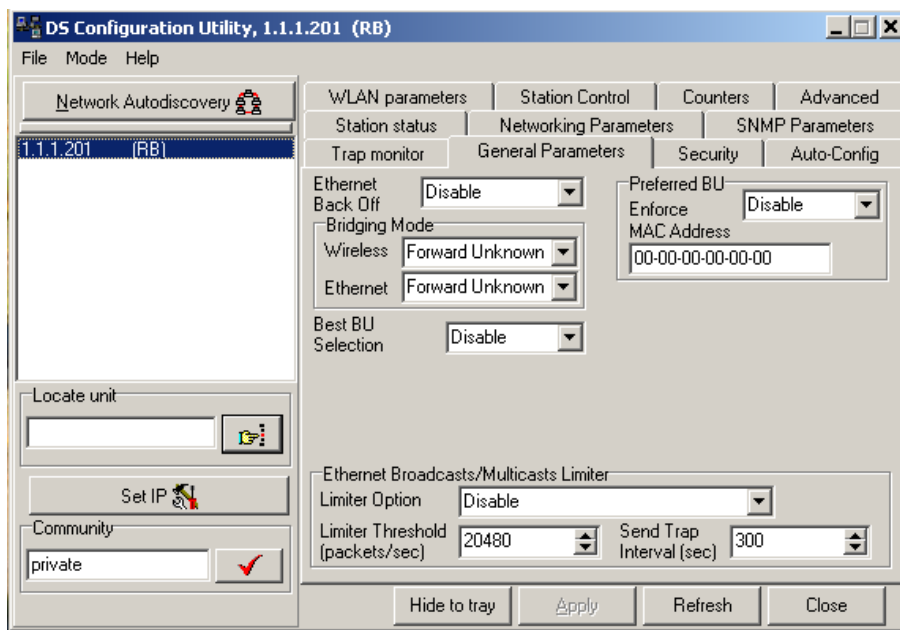 DS Configuration Utility, 1.1.1.201 (RB)
File Mode Help
Network Autodiscovery
1.1.1.201 (RB)
Locate unit
Set IP
Community
private
WLAN parameters Station Control Counters Advanced
Station status Networking Parameters SNMP Parameters
Trap monitor General Parameters Security Auto-Config
Ethernet
Back Off Disable
Bridging Mode
Wireless Forward Unknown
Ethernet Forward Unknown
Best BU
Selection Disable
Preferred BU
Enforce Disable
MAC Address
00-00-00-00-00-00
Ethernet Broadcasts/Multicasts Limiter
Limiter Option Disable
Limiter Threshold
(packets/sec) 20480
Send Trap
Interval (sec) 300
Hide to tray Apply Refresh Close